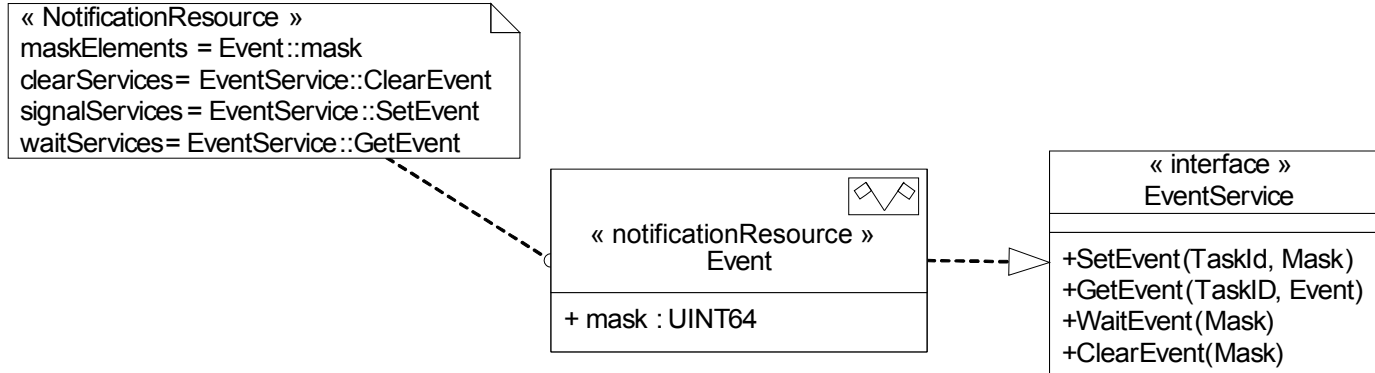 « NotificationResource »
maskElements = Event::mask
clearServices= EventService::ClearEvent
signalServices = EventService::SetEvent
waitServices= EventService::GetEvent
« notificationResource »
Event
+ mask : UINT64
« interface »
EventService
+SetEvent(TaskId, Mask)
+GetEvent(TaskID, Event)
+WaitEvent(Mask)
+ClearEvent(Mask)